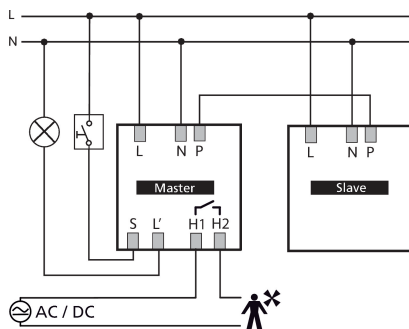 L
N
L N P L N P
Master Slave
S L' H1 H2
AC / DC